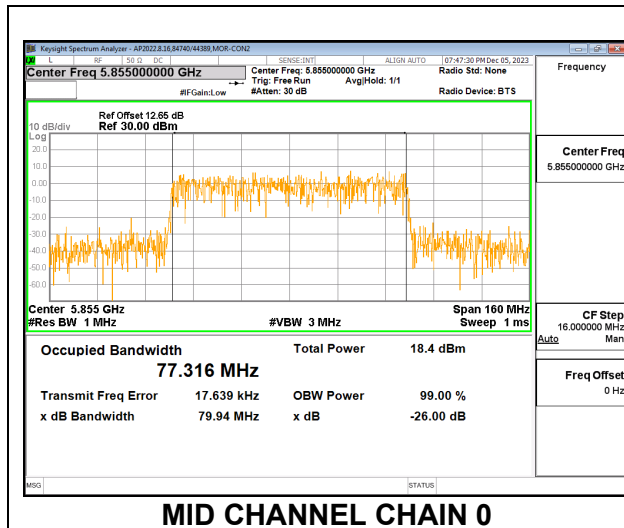 Keysight Spectrum Analyzer - AP2022.8.16,84740/44389,MOR-CON2
LXI L RF 50 Ω DC SENSE:INT ALIGN AUTO 07:47:30 PM Dec 05, 2023
Center Freq 5.855000000 GHz Center Freq: 5.855000000 GHz Radio Std: None
Trig: Free Run Avg|Hold: 1/1
#IFGain:Low #Atten: 30 dB Radio Device: BTS
Frequency
Ref Offset 12.65 dB
10 dB/div Ref 30.00 dBm
Log
20.0
10.0
0.00
-10.0
-20.0
-30.0
-40.0
-50.0
-60.0
Center 5.855 GHz Span 160 MHz
#Res BW 1 MHz #VBW 3 MHz Sweep 1 ms
Occupied Bandwidth Total Power 18.4 dBm
77.316 MHz
Transmit Freq Error 17.639 kHz OBW Power 99.00 %
x dB Bandwidth 79.94 MHz x dB -26.00 dB
Center Freq
5.855000000 GHz
CF Step
16.000000 MHz
Auto Man
Freq Offset
0 Hz
MSG STATUS
MID CHANNEL CHAIN 0